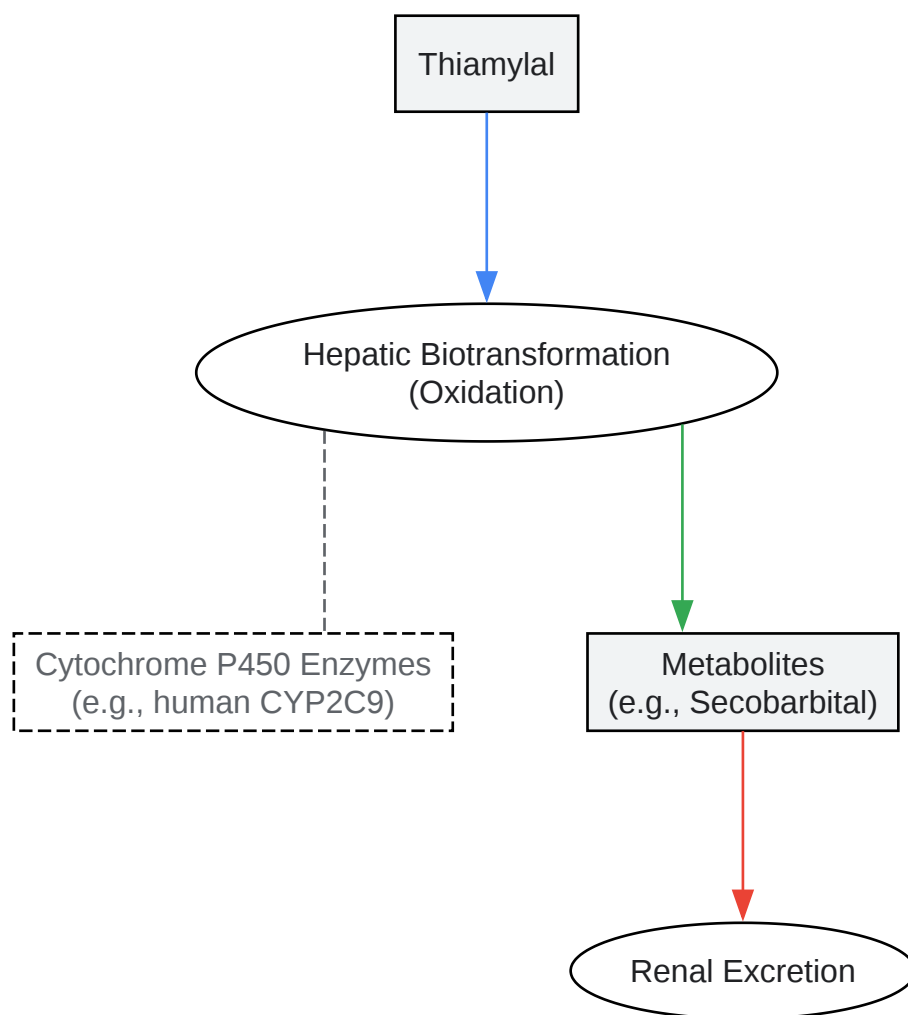 Thiamylal
Hepatic Biotransformation
(Oxidation)
Cytochrome P450 Enzymes
(e.g., human CYP2C9)
Metabolites
(e.g., Secobarbital)
Renal Excretion